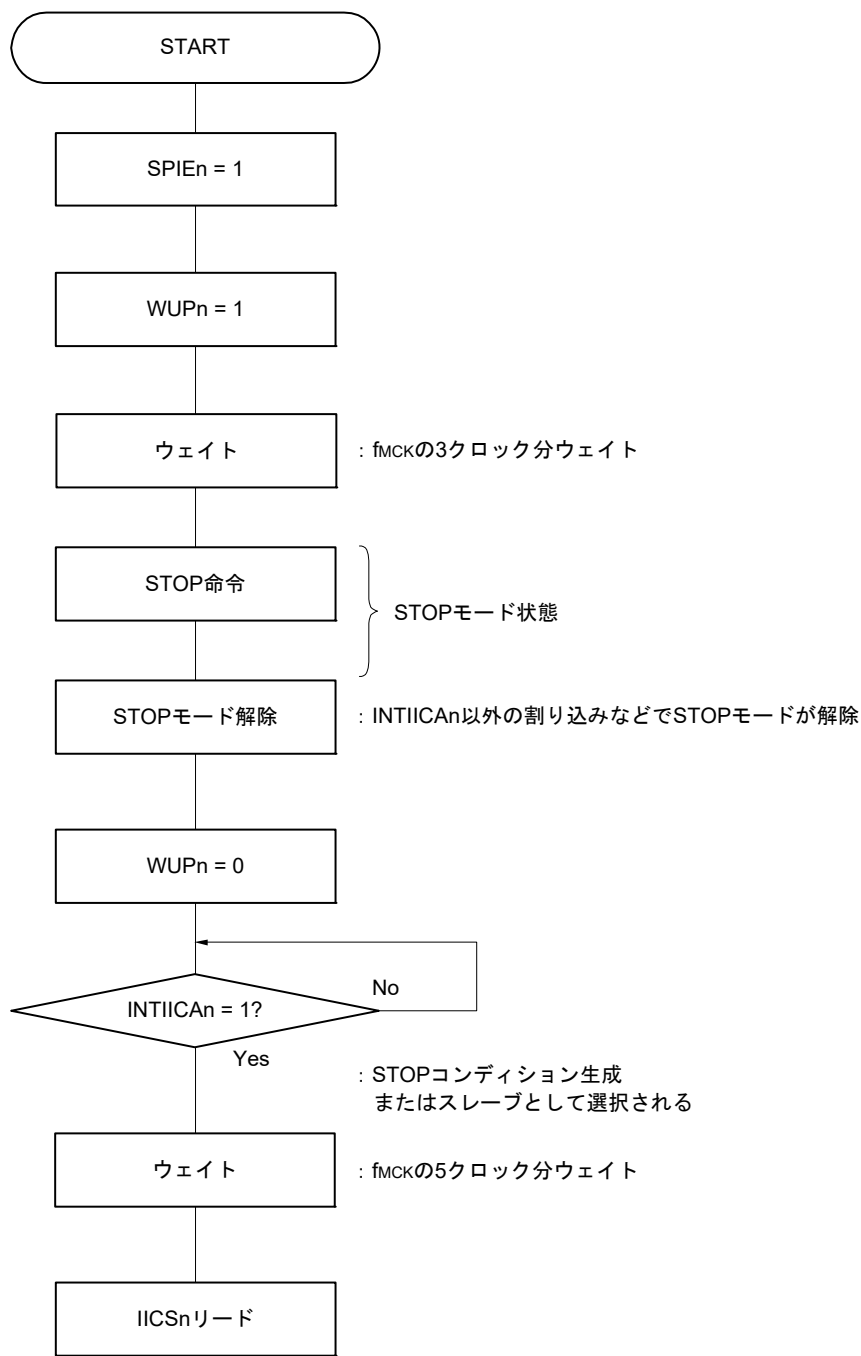 START
SPIEn = 1
WUPn = 1
ウェイト
：fMCKの3クロック分ウェイト
STOP命令
STOPモード状態
STOPモード解除
：INTIICAn以外の割り込みなどでSTOPモードが解除
WUPn = 0
INTIICAn = 1?
No
Yes
：STOPコンディション生成
またはスレーブとして選択される
ウェイト
：fMCKの5クロック分ウェイト
IICSnリード